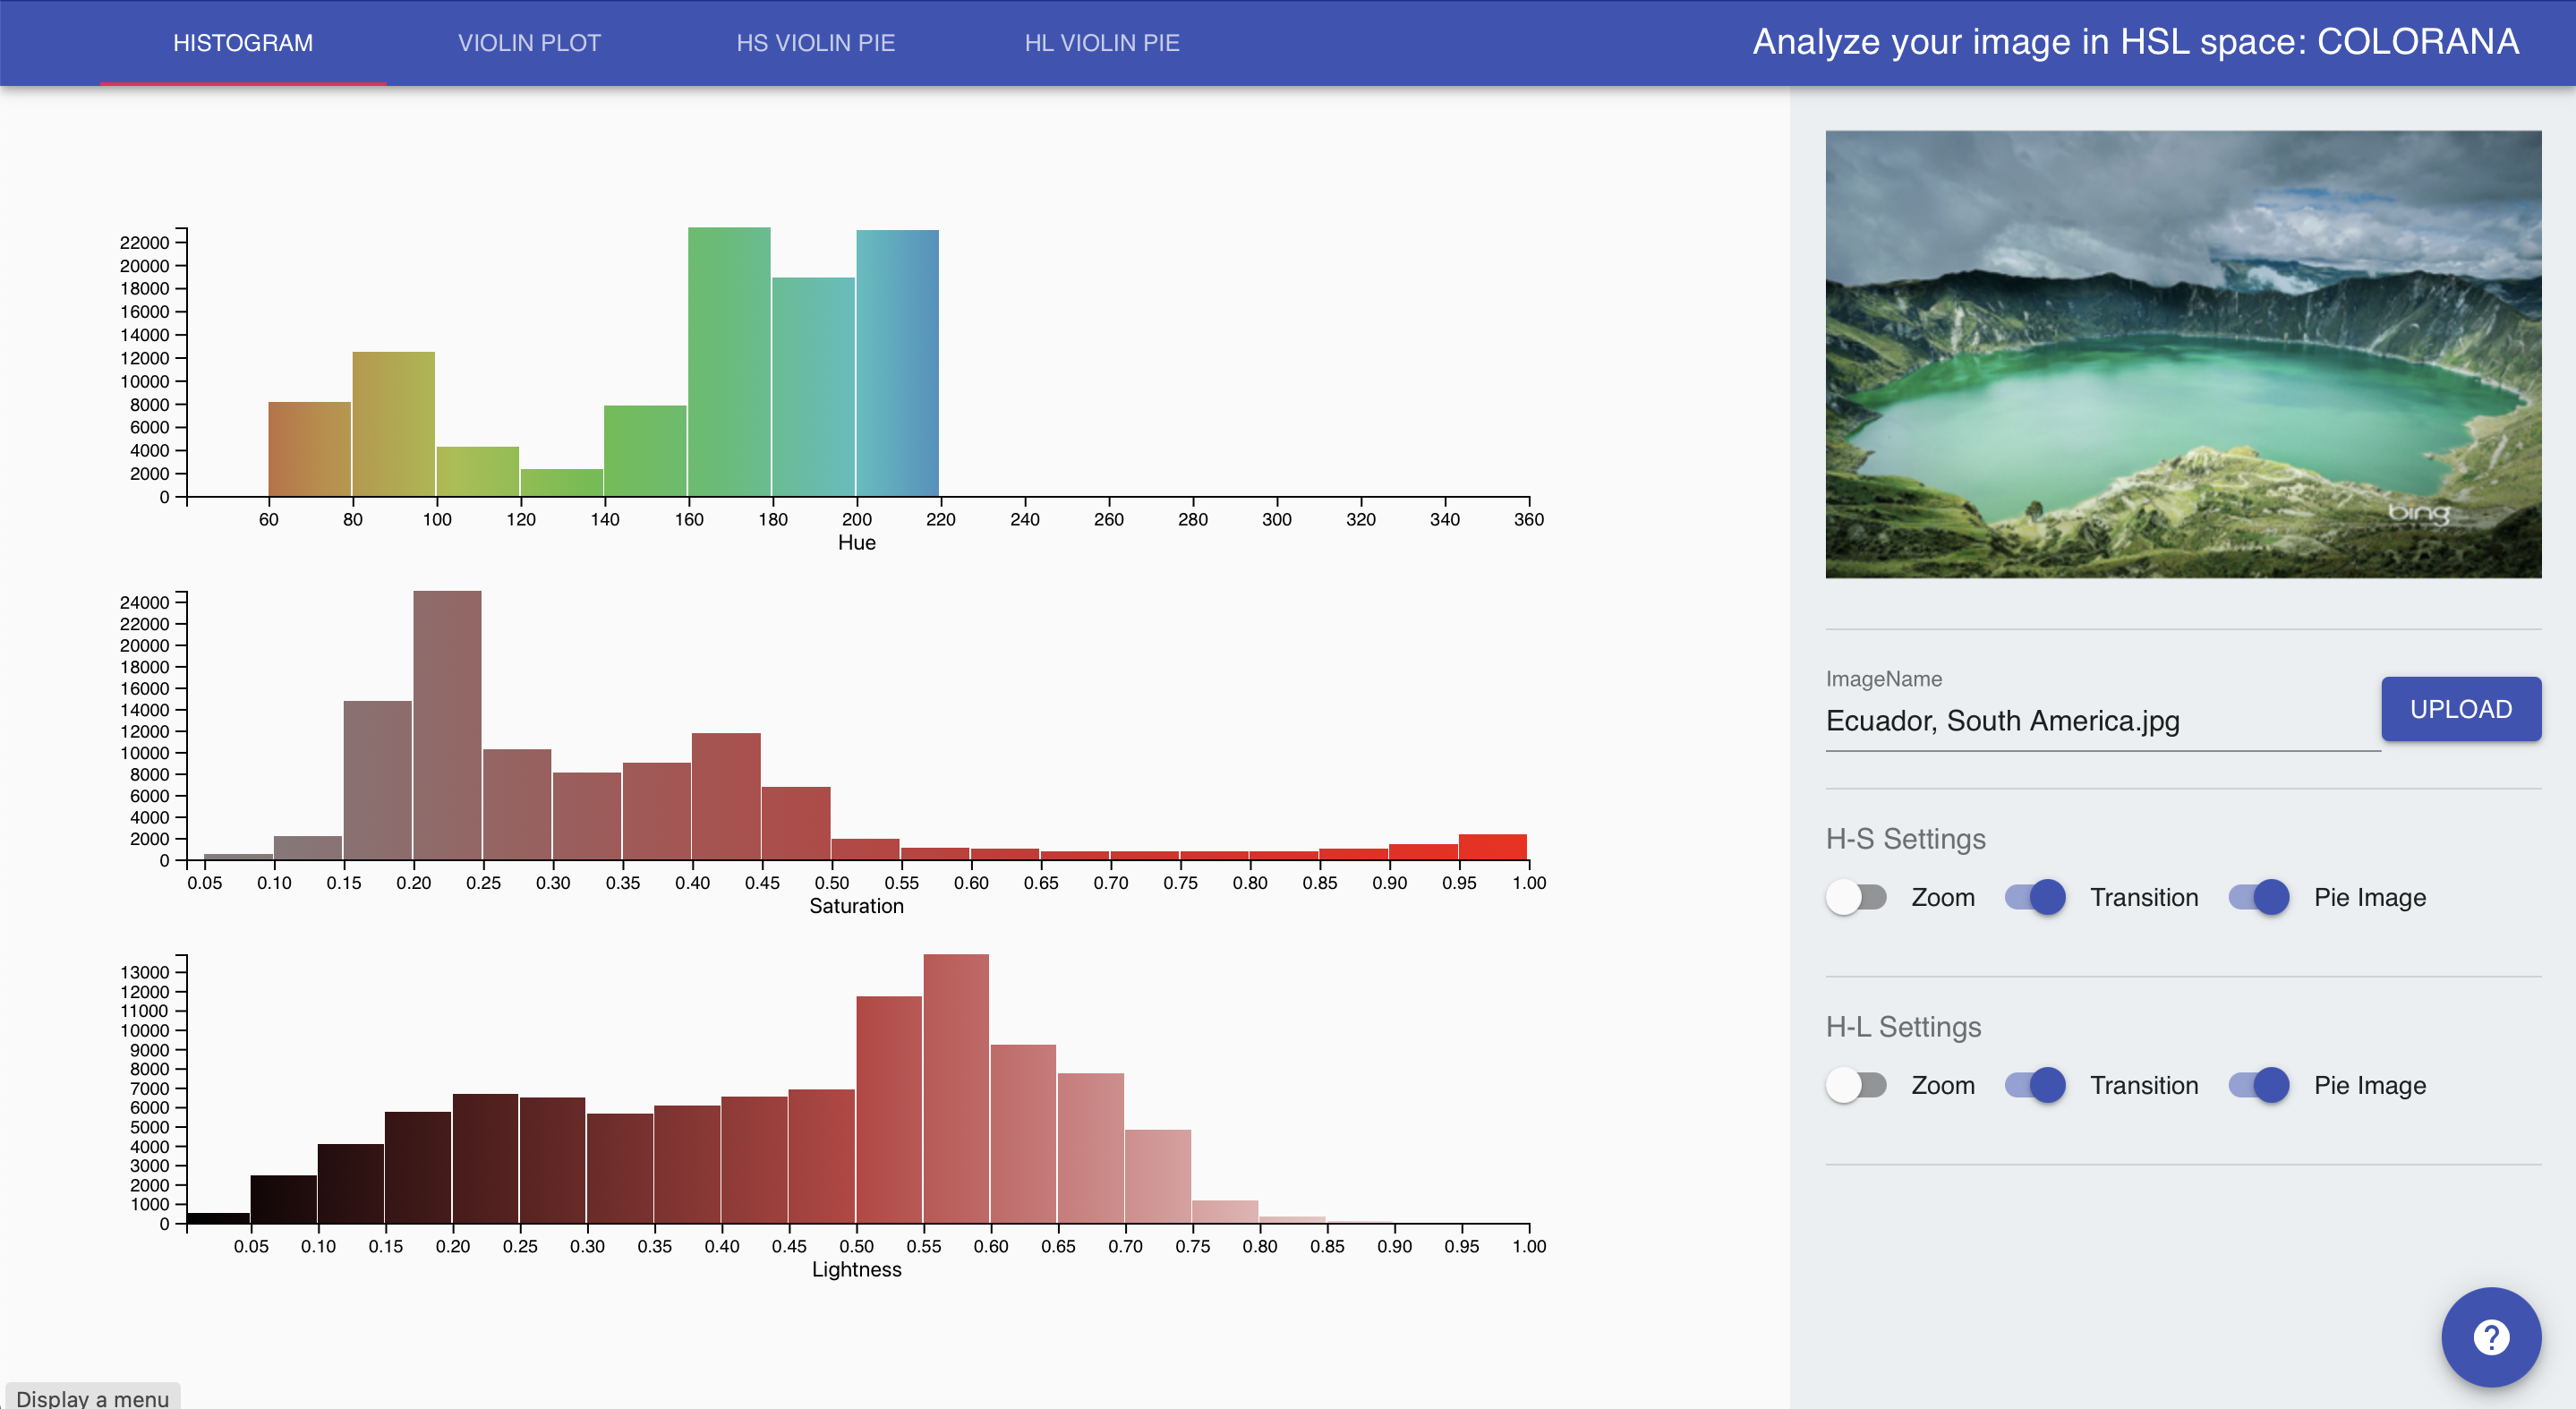 HISTOGRAM VIOLIN PLOT HS VIOLIN PIE HL VIOLIN PIE Analyze your image in HSL space: COLORANA
22000
20000
18000
16000
14000
12000
10000
8000
6000
4000
2000
0
60 80 100 120 140 160 180 200 220 240 260 280 300 320 340 360
Hue
24000
22000
20000
18000
16000
14000
12000
10000
8000
6000
4000
2000
0
0.05 0.10 0.15 0.20 0.25 0.30 0.35 0.40 0.45 0.50 0.55 0.60 0.65 0.70 0.75 0.80 0.85 0.90 0.95 1.00
Saturation
13000
12000
11000
10000
9000
8000
7000
6000
5000
4000
3000
2000
1000
0
0.05 0.10 0.15 0.20 0.25 0.30 0.35 0.40 0.45 0.50 0.55 0.60 0.65 0.70 0.75 0.80 0.85 0.90 0.95 1.00
Lightness
bing
ImageName
Ecuador, South America.jpg
UPLOAD
H-S Settings
Zoom Transition Pie Image
H-L Settings
Zoom Transition Pie Image
?
Display a menu